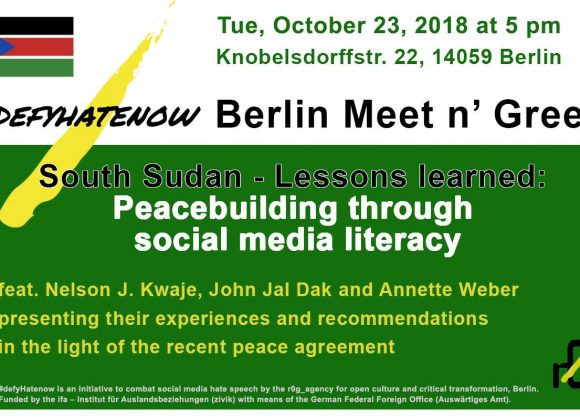 Tue, October 23, 2018 at 5 pm
Knobelsdorffstr. 22, 14059 Berlin
DEFYHATENOW Berlin Meet n’ Gree
South Sudan - Lessons learned:
Peacebuilding through
social media literacy
feat. Nelson J. Kwaje, John Jal Dak and Annette Weber
presenting their experiences and recommendations
in the light of the recent peace agreement
#defyHatenow is an initiative to combat social media hate speech by the r0g_agency for open culture and critical transformation, Berlin.
Funded by the ifa – Institut für Auslandsbeziehungen (zivik) with means of the German Federal Foreign Office (Auswärtiges Amt).